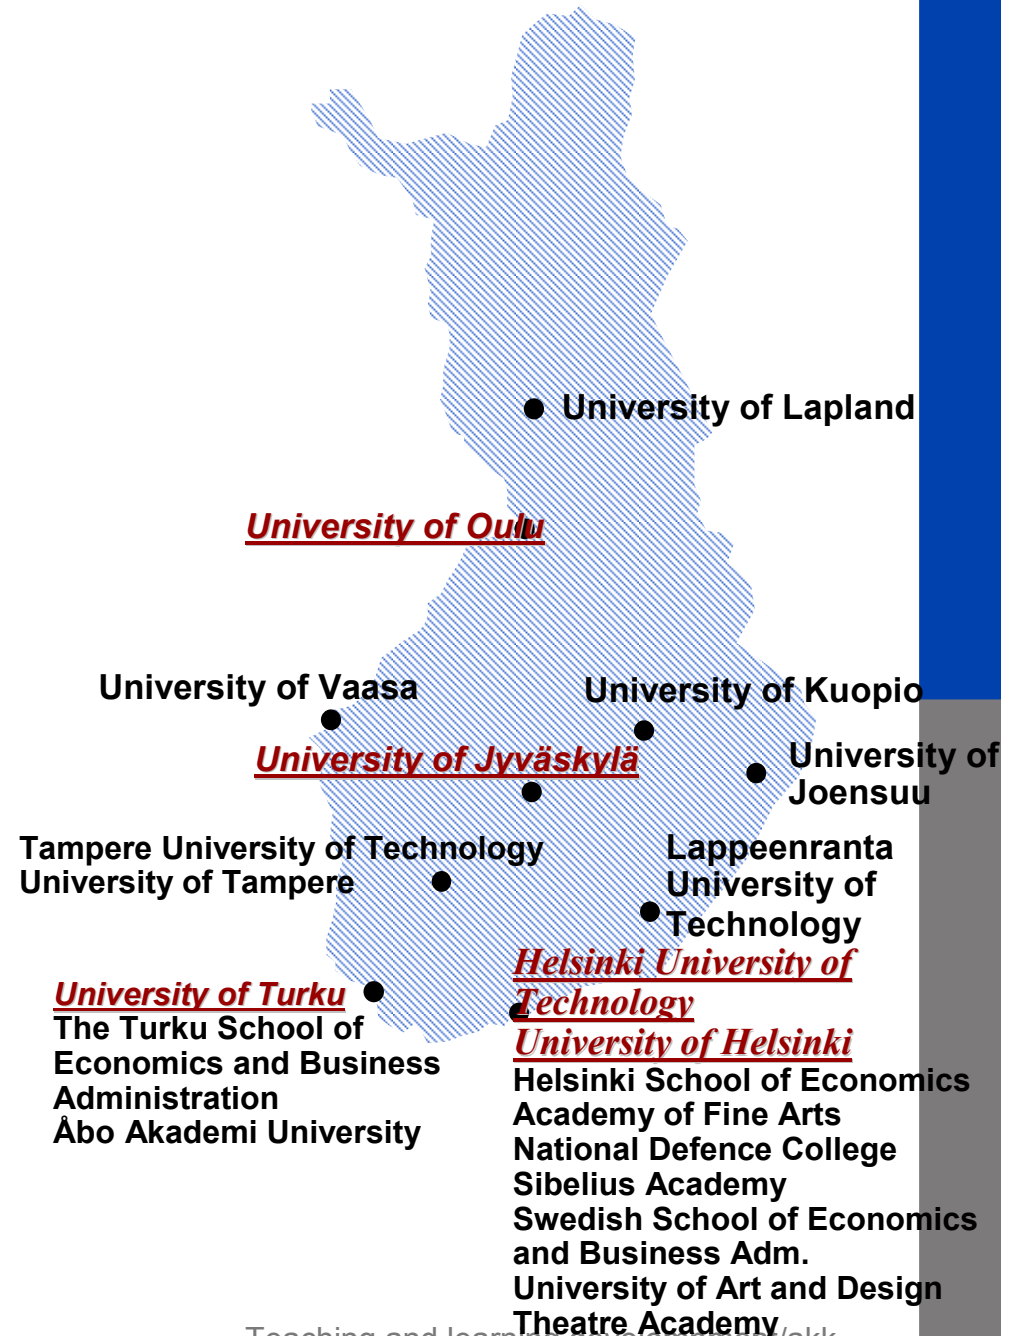 University of Lapland
University of Oulu
University of Vaasa
University of Kuopio
University of Jyväskylä
University of
Joensuu
Tampere University of Technology
University of Tampere
Lappeenranta
University of
Technology
Helsinki University of
Technology
University of Helsinki
Helsinki School of Economics
Academy of Fine Arts
National Defence College
Sibelius Academy
Swedish School of Economics
and Business Adm.
University of Art and Design
Theatre Academy
University of Turku
The Turku School of
Economics and Business
Administration
Åbo Akademi University
Teaching and learning